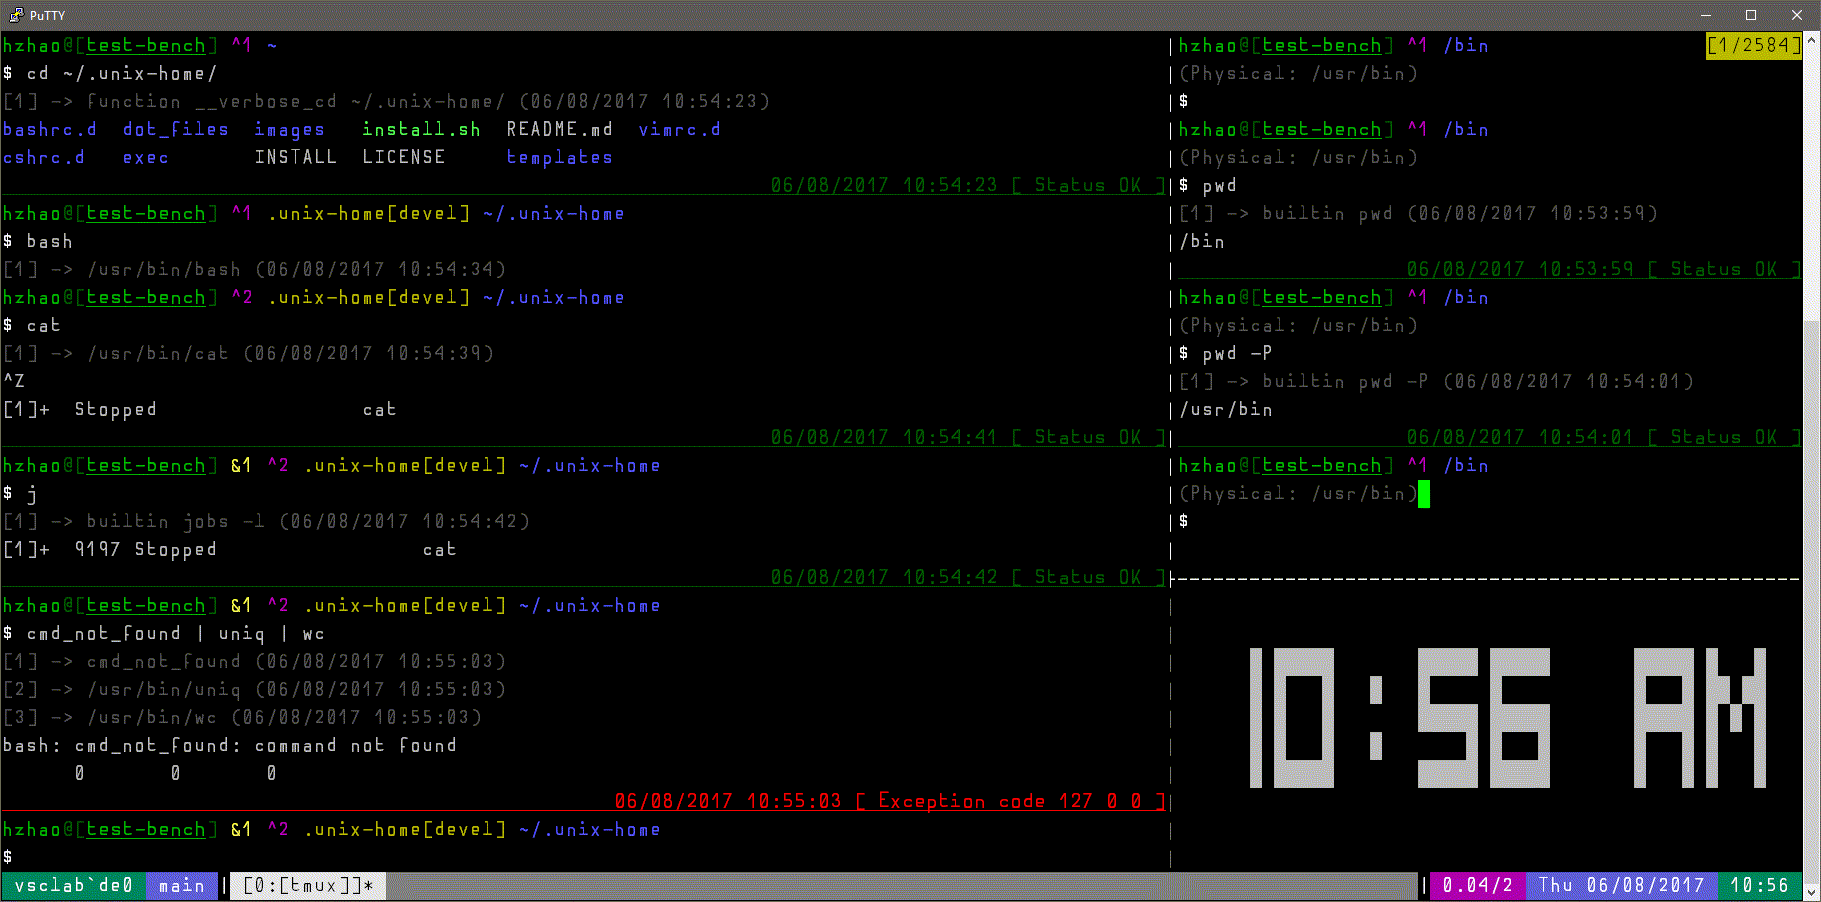 PuTTY
hzhao@[test-bench] ^1 ~
$ cd ~/.unix-home/
[1] -> function __verbose_cd ~/.unix-home/ (06/08/2017 10:54:23)
bashrc.d  dot_files  images   install.sh  README.md  vimrc.d
cshrc.d   exec       INSTALL  LICENSE     templates
06/08/2017 10:54:23 [ Status OK ]
hzhao@[test-bench] ^1 .unix-home[devel] ~/.unix-home
$ bash
[1] -> /usr/bin/bash (06/08/2017 10:54:34)
hzhao@[test-bench] ^2 .unix-home[devel] ~/.unix-home
$ cat
[1] -> /usr/bin/cat (06/08/2017 10:54:39)
^Z
[1]+  Stopped                 cat
06/08/2017 10:54:41 [ Status OK ]
hzhao@[test-bench] &1 ^2 .unix-home[devel] ~/.unix-home
$ j
[1] -> builtin jobs -l (06/08/2017 10:54:42)
[1]+  9197 Stopped                 cat
06/08/2017 10:54:42 [ Status OK ]
hzhao@[test-bench] &1 ^2 .unix-home[devel] ~/.unix-home
$ cmd_not_found | uniq | wc
[1] -> cmd_not_found (06/08/2017 10:55:03)
[2] -> /usr/bin/uniq (06/08/2017 10:55:03)
[3] -> /usr/bin/wc (06/08/2017 10:55:03)
bash: cmd_not_found: command not found
      0       0       0
06/08/2017 10:55:03 [ Exception code 127 0 0 ]
hzhao@[test-bench] &1 ^2 .unix-home[devel] ~/.unix-home
$
hzhao@[test-bench] ^1 /bin
[1/2584]
(Physical: /usr/bin)
$
hzhao@[test-bench] ^1 /bin
(Physical: /usr/bin)
$ pwd
[1] -> builtin pwd (06/08/2017 10:53:59)
/bin
06/08/2017 10:53:59 [ Status OK ]
hzhao@[test-bench] ^1 /bin
(Physical: /usr/bin)
$ pwd -P
[1] -> builtin pwd -P (06/08/2017 10:54:01)
/usr/bin
06/08/2017 10:54:01 [ Status OK ]
hzhao@[test-bench] ^1 /bin
(Physical: /usr/bin)
$
10:56 AM
vsclab`de0 main | [0:[tmux]]* | 0.04/2 Thu 06/08/2017 10:56